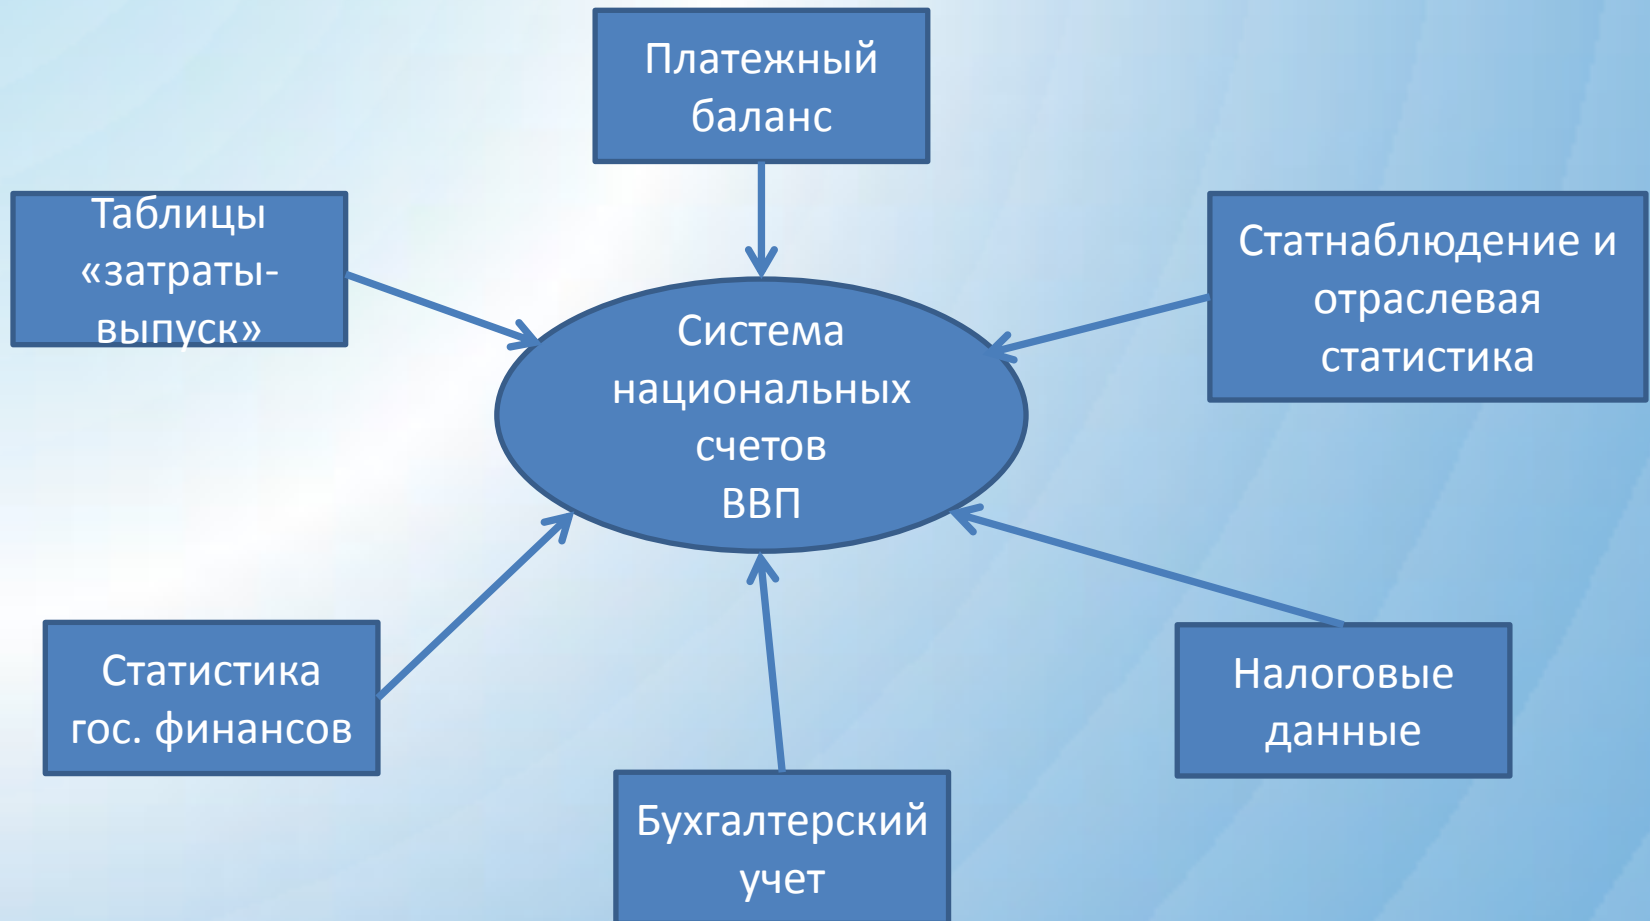 Платежный
баланс
Таблицы
«затраты-
выпуск»
Статнаблюдение и
отраслевая
статистика
Система
национальных
счетов
ВВП
Статистика
гос. финансов
Налоговые
данные
Бухгалтерский
учет